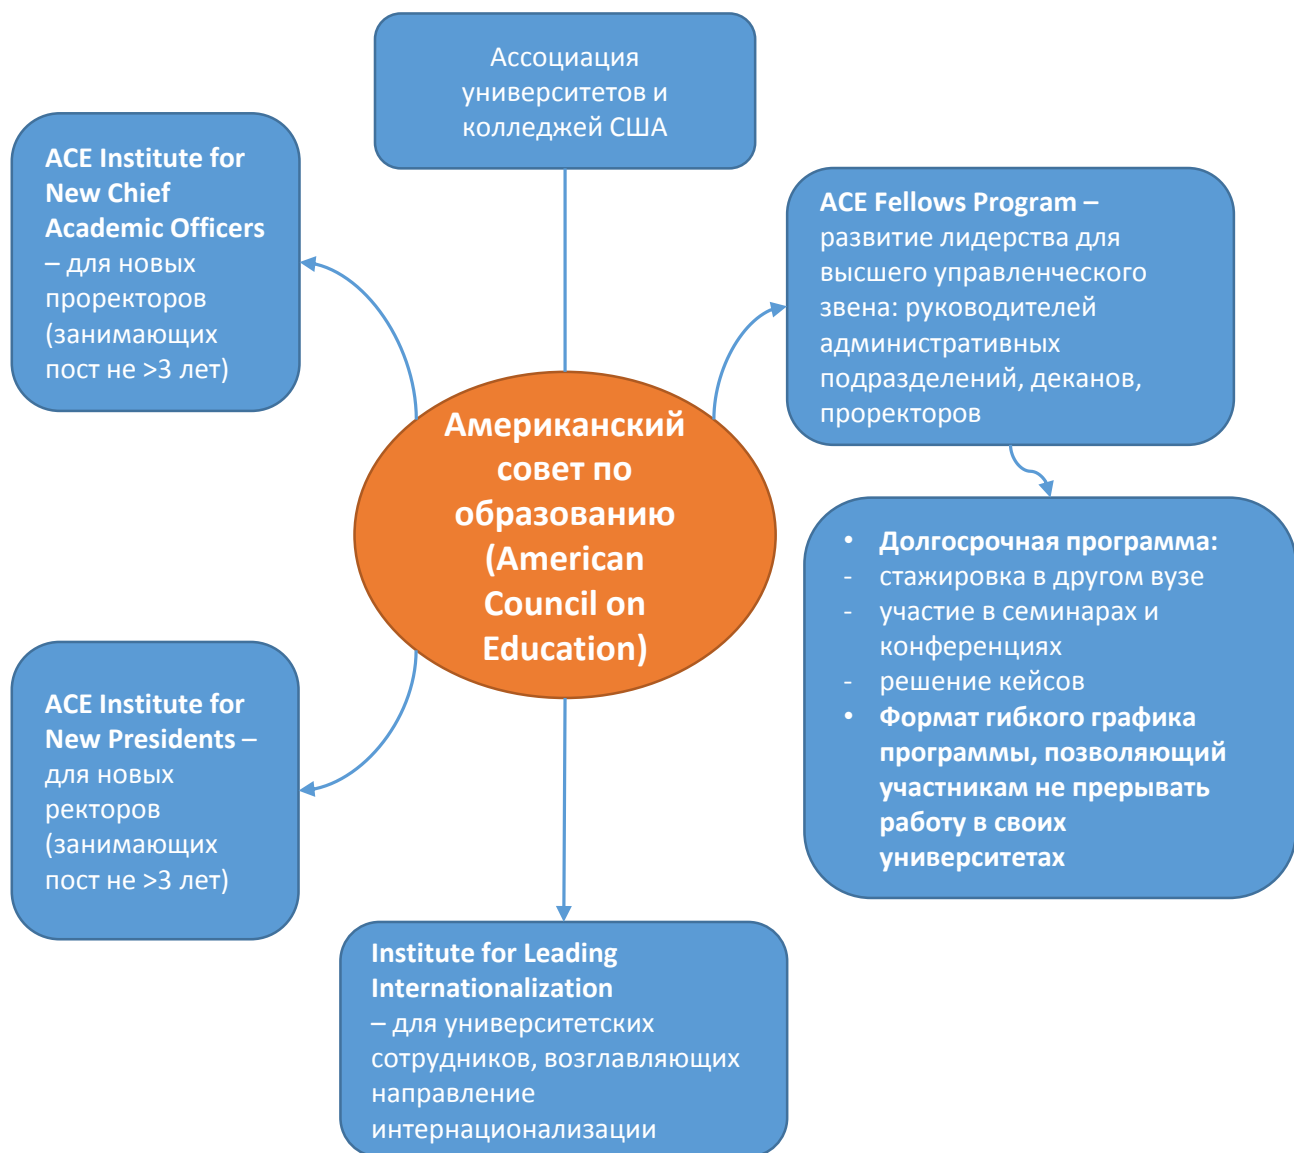 Ассоциация
университетов и
колледжей США
ACE Institute for
New Chief
Academic Officers
– для новых
проректоров
(занимающих
пост не >3 лет)
ACE Fellows Program –
развитие лидерства для
высшего управленческого
звена: руководителей
административных
подразделений, деканов,
проректоров
Американский
совет по
образованию
(American
Council on
Education)
• Долгосрочная программа:
- стажировка в другом вузе
- участие в семинарах и
конференциях
- решение кейсов
• Формат гибкого графика
программы, позволяющий
участникам не прерывать
работу в своих
университетах
ACE Institute for
New Presidents –
для новых
ректоров
(занимающих
пост не >3 лет)
Institute for Leading
Internationalization
– для университетских
сотрудников, возглавляющих
направление
интернационализации